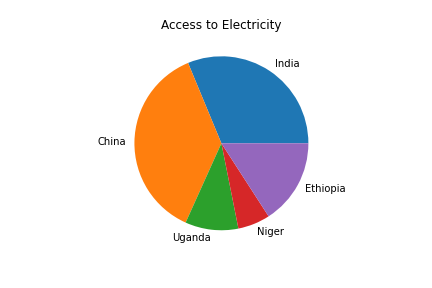 Access to Electricity
India
China
Ethiopia
Niger
Uganda